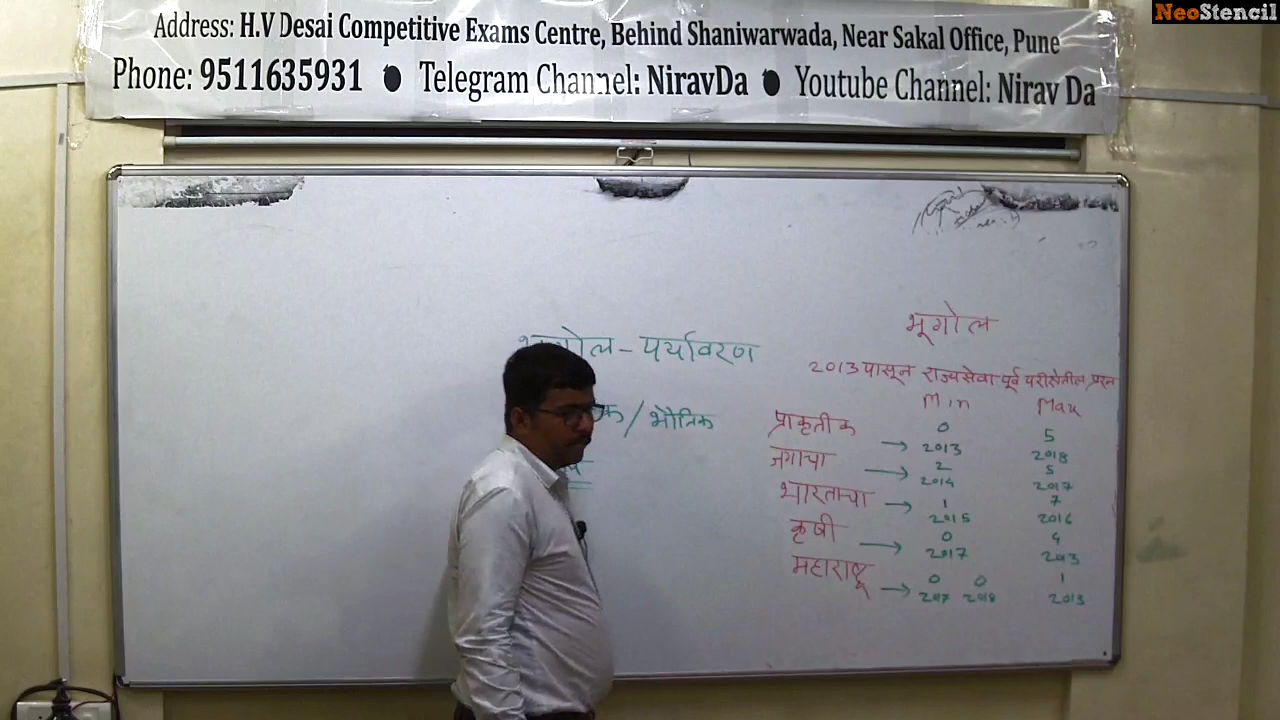 NeoStencil
Address: H.V Desai Competitive Exams Centre, Behind Shaniwarwada, Near Sakal Office, Pune
Phone: 9511635931 ● Telegram Channel: NiravDa ● Youtube Channel: Nirav Da
भूगोल - पर्यावरण
/ भौतिक
भूगोल
2013 पासून राज्यसेवा पूर्व परीक्षेतील प्रश्न
Min Max
प्राकृतीक → 0 5
2013 2018
जगाचा → 2 5
2014 2017
भारताचा → 1 7
2015 2016
कृषी → 0 4
2017 2013
महाराष्ट्र → 0 0 1
2017 2018 2013